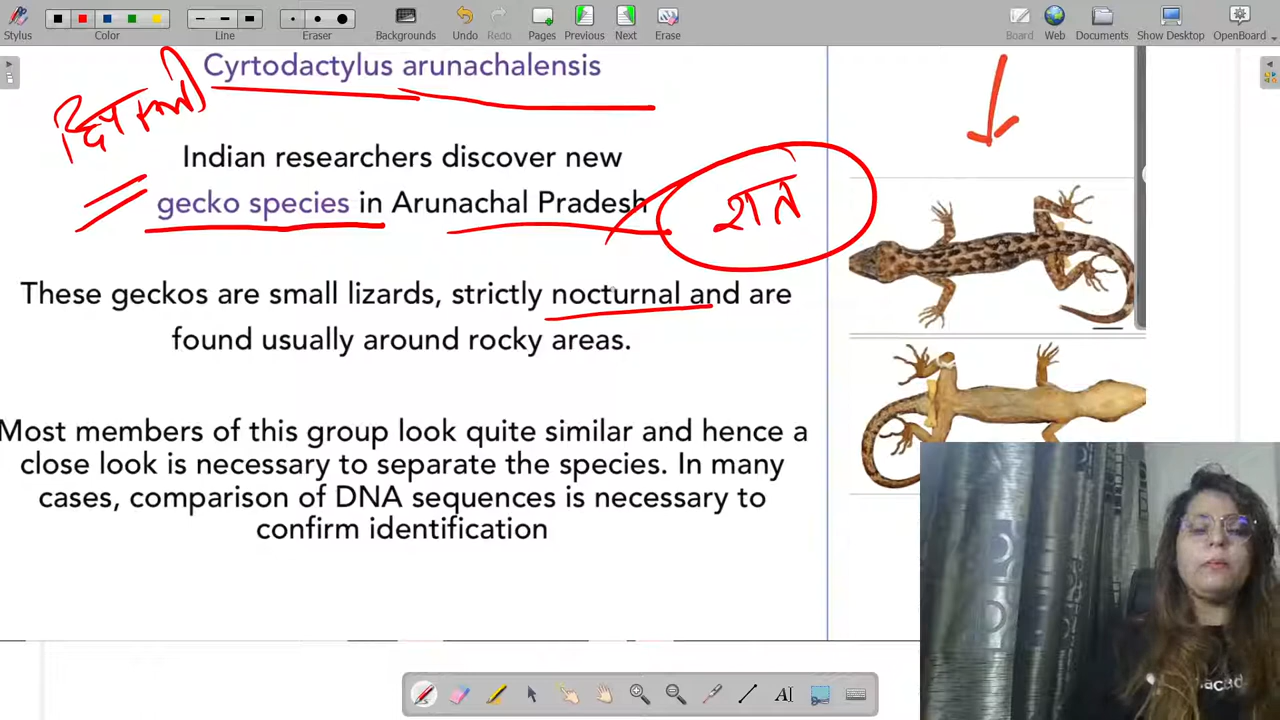 Stylus
Color
Line
Eraser
Backgrounds
Undo
Redo
Pages
Previous
Next
Erase
Board
Web
Documents
Show Desktop
OpenBoard
Cyrtodactylus arunachalensis
Indian researchers discover new
gecko species in Arunachal Pradesh
रात
These geckos are small lizards, strictly nocturnal and are
found usually around rocky areas.
Most members of this group look quite similar and hence a
close look is necessary to separate the species. In many
cases, comparison of DNA sequences is necessary to
confirm identification